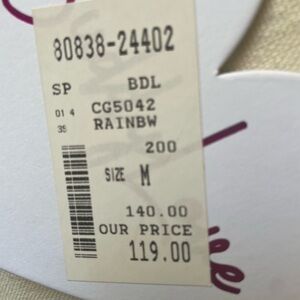 80838-24402
SP BDL
01 4 CG5042
35 RAINBW
200
SIZE M
140.00
OUR PRICE
119.00